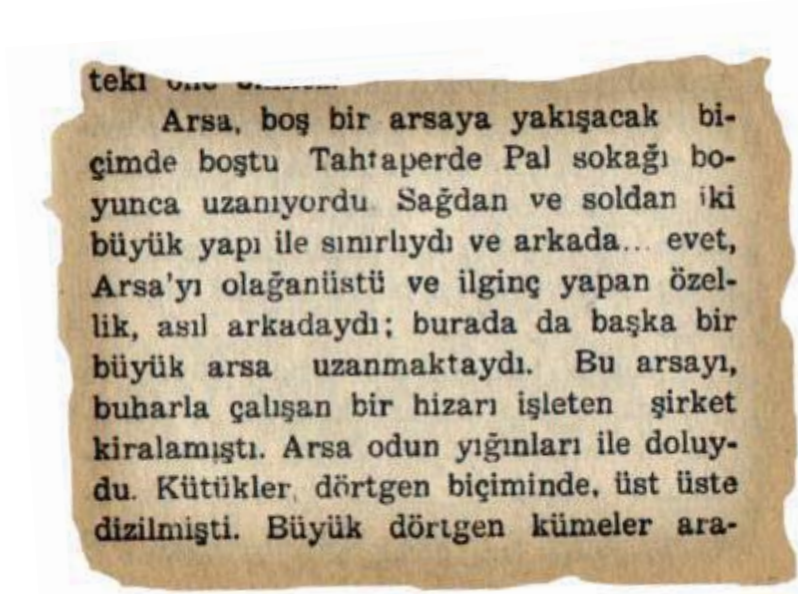 teki
Arsa, boş bir arsaya yakışacak bi-
çimde boştu Tahtaperde Pal sokağı bo-
yunca uzanıyordu. Sağdan ve soldan iki
büyük yapı ile sınırlıydı ve arkada... evet,
Arsa'yı olağanüstü ve ilginç yapan özel-
lik, asıl arkadaydı; burada da başka bir
büyük arsa uzanmaktaydı. Bu arsayı,
buharla çalışan bir hizarı işleten şirket
kiralamıştı. Arsa odun yığınları ile doluy-
du. Kütükler, dörtgen biçiminde, üst üste
dizilmişti. Büyük dörtgen kümeler ara-